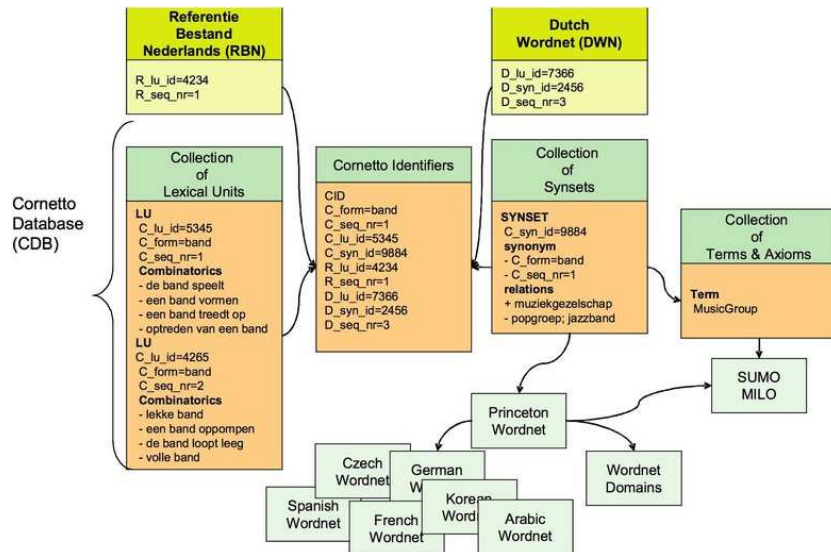 Referentie
Bestand
Nederlands (RBN)
R_lu_id=4234
R_seq_nr=1
Dutch
Wordnet (DWN)
D_lu_id=7366
D_syn_id=2456
D_seq_nr=3
Cornetto
Database
(CDB)
Collection
of
Lexical Units
LU
C_lu_id=5345
C_form=band
C_seq_nr=1
Combinatorics
- de band speelt
- een band vormen
- een band treedt op
- optreden van een band
LU
C_lu_id=4265
C_form=band
C_seq_nr=2
Combinatorics
- lekke band
- een band oppompen
- de band loopt leeg
- volle band
Cornetto Identifiers
CID
C_form=band
C_seq_nr=1
C_lu_id=5345
C_syn_id=9884
R_lu_id=4234
R_seq_nr=1
D_lu_id=7366
D_syn_id=2456
D_seq_nr=3
Collection
of
Synsets
SYNSET
C_syn_id=9884
synonym
- C_form=band
- C_seq_nr=1
relations
+ muziekgezelschap
- popgroep; jazzband
Collection
of
Terms & Axioms
Term
MusicGroup
SUMO
MILO
Princeton
Wordnet
Wordnet
Domains
Czech
Wordnet
German
Spanish
Wordnet
French
Wordnet
Korean
Arabic
Wordnet